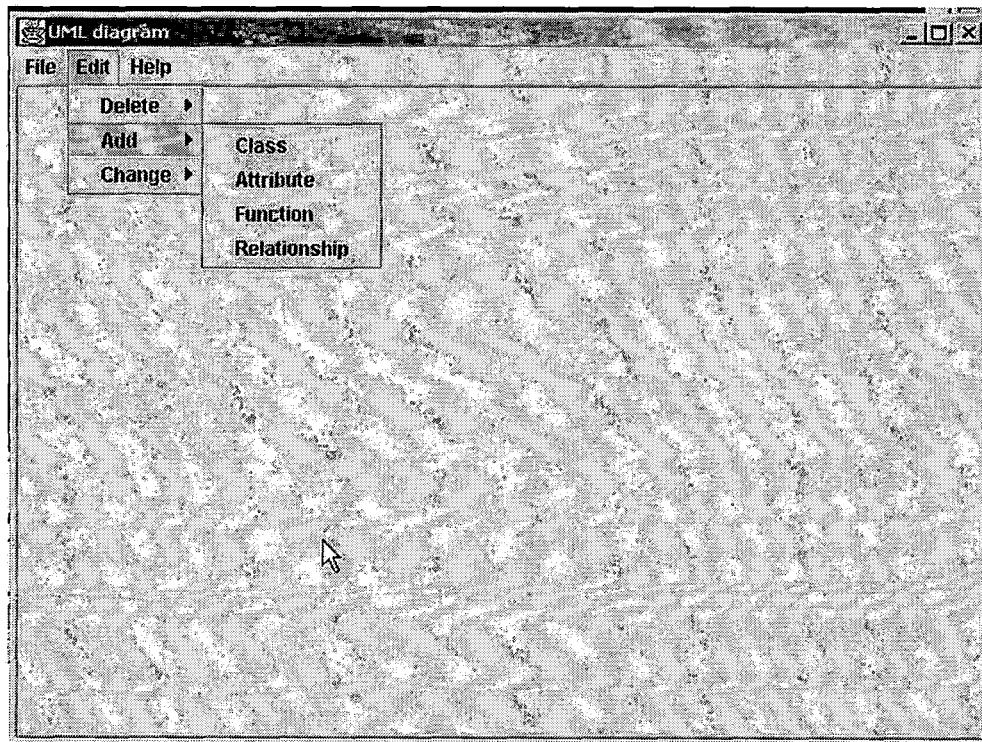 UML diagram
File Edit Help
Delete
Add
Change
Class
Attribute
Function
Relationship